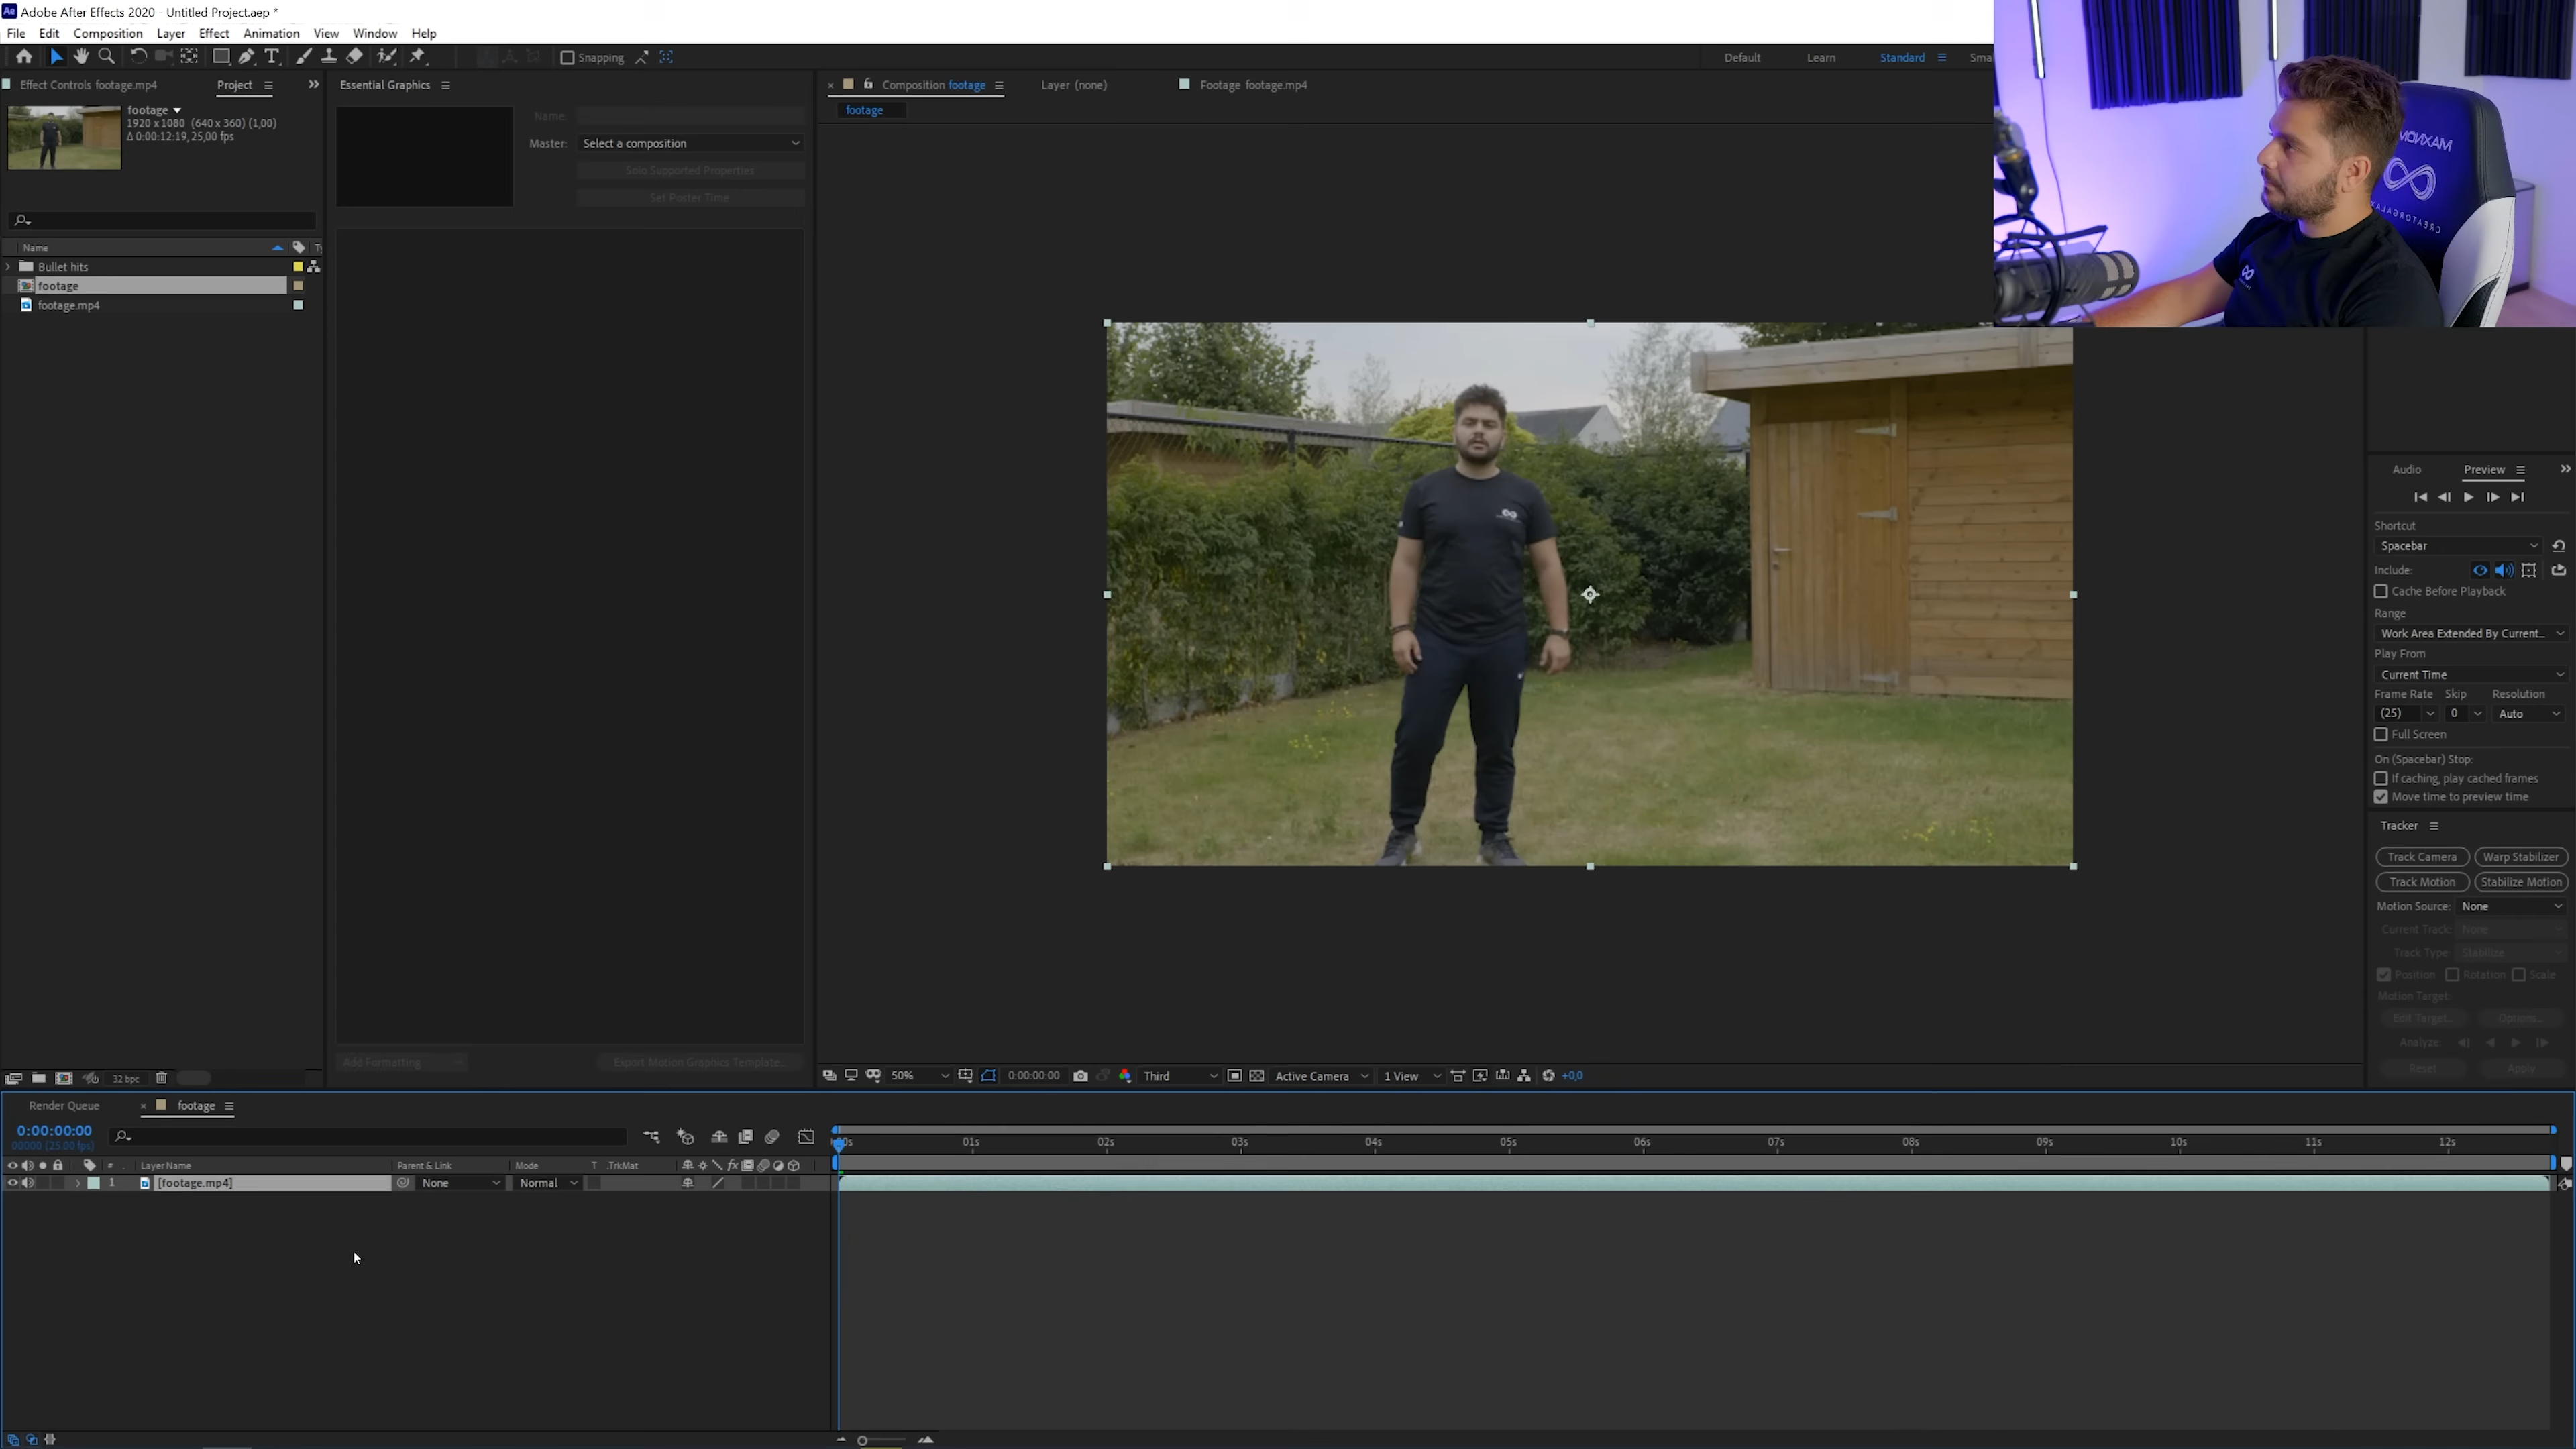 Adobe After Effects 2020 - Untitled Project.aep *
File Edit Composition Layer Effect Animation View Window Help
Snapping
Default Learn Standard Sma
Effect Controls footage.mp4 Project
Essential Graphics
Composition footage Layer (none) Footage footage.mp4
footage
footage
1920 x 1080 (640 x 360) (1,00)
Δ 0:00:12:19, 25,00 fps
Name:
Master: Select a composition
Solo Supported Properties
Set Poster Time
Name
Bullet hits
footage
footage.mp4
Audio Preview
Shortcut
Spacebar
Include:
Cache Before Playback
Range
Work Area Extended By Current...
Play From
Current Time
Frame Rate Skip Resolution
(25) 0 Auto
Full Screen
On (Spacebar) Stop:
If caching, play cached frames
Move time to preview time
Tracker
Track Camera Warp Stabilizer
Track Motion Stabilize Motion
Motion Source: None
Current Track: None
Track Type: Stabilize
Position Rotation Scale
Motion Target:
Edit Target... Options...
Analyze:
Reset Apply
Add Formatting Export Motion Graphics Template...
32 bpc
50% 0:00:00:00 Third Active Camera 1 View +0,0
Render Queue footage
0:00:00:00
00000 (25.00 fps)
00s 01s 02s 03s 04s 05s 06s 07s 08s 09s 10s 11s 12s
# Layer Name Parent & Link Mode T .TrkMat
1 [footage.mp4] None Normal